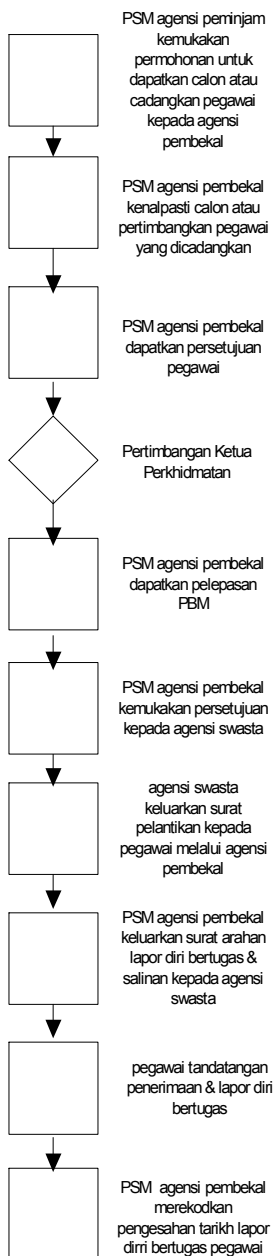 PSM agensi peminjam
kemukakan
permohonan untuk
dapatkan calon atau
cadangkan pegawai
kepada agensi
pembekal
PSM agensi pembekal
kenalpasti calon atau
pertimbangkan pegawai
yang dicadangkan
PSM agensi pembekal
dapatkan persetujuan
pegawai
Pertimbangan Ketua
Perkhidmatan
PSM agensi pembekal
dapatkan pelepasan
PBM
PSM agensi pembekal
kemukakan persetujuan
kepada agensi swasta
agensi swasta
keluarkan surat
pelantikan kepada
pegawai melalui agensi
pembekal
PSM agensi pembekal
keluarkan surat arahan
lapor diri bertugas &
salinan kepada agensi
swasta
pegawai tandatangan
penerimaan & lapor diri
bertugas
PSM agensi pembekal
merekodkan
pengesahan tarikh lapor
dirri bertugas pegawai